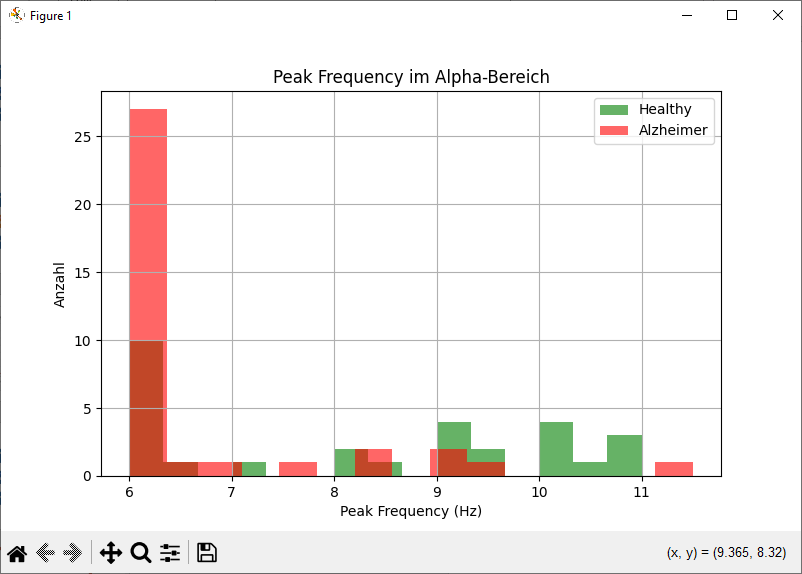 Figure 1
Peak Frequency im Alpha-Bereich
Healthy
Alzheimer
25
20
15
10
5
0
Anzahl
6 7 8 9 10 11
Peak Frequency (Hz)
(x, y) = (9.365, 8.32)